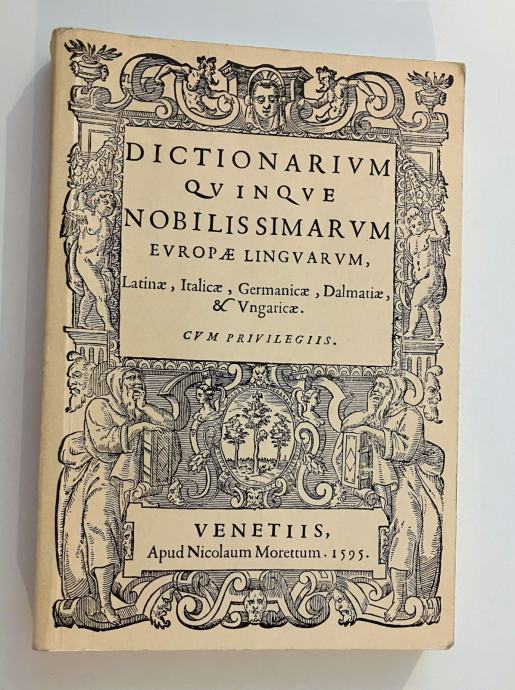 DICTIONARIVM
QVINQVE
NOBILISSIMARVM
EVROPÆ LINGVARVM,
Latinæ, Italicæ, Germanicæ, Dalmatiæ,
& Vngaricæ.
CVM PRIVILEGIIS.
VENETIIS,
Apud Nicolaum Morettum. 1595.